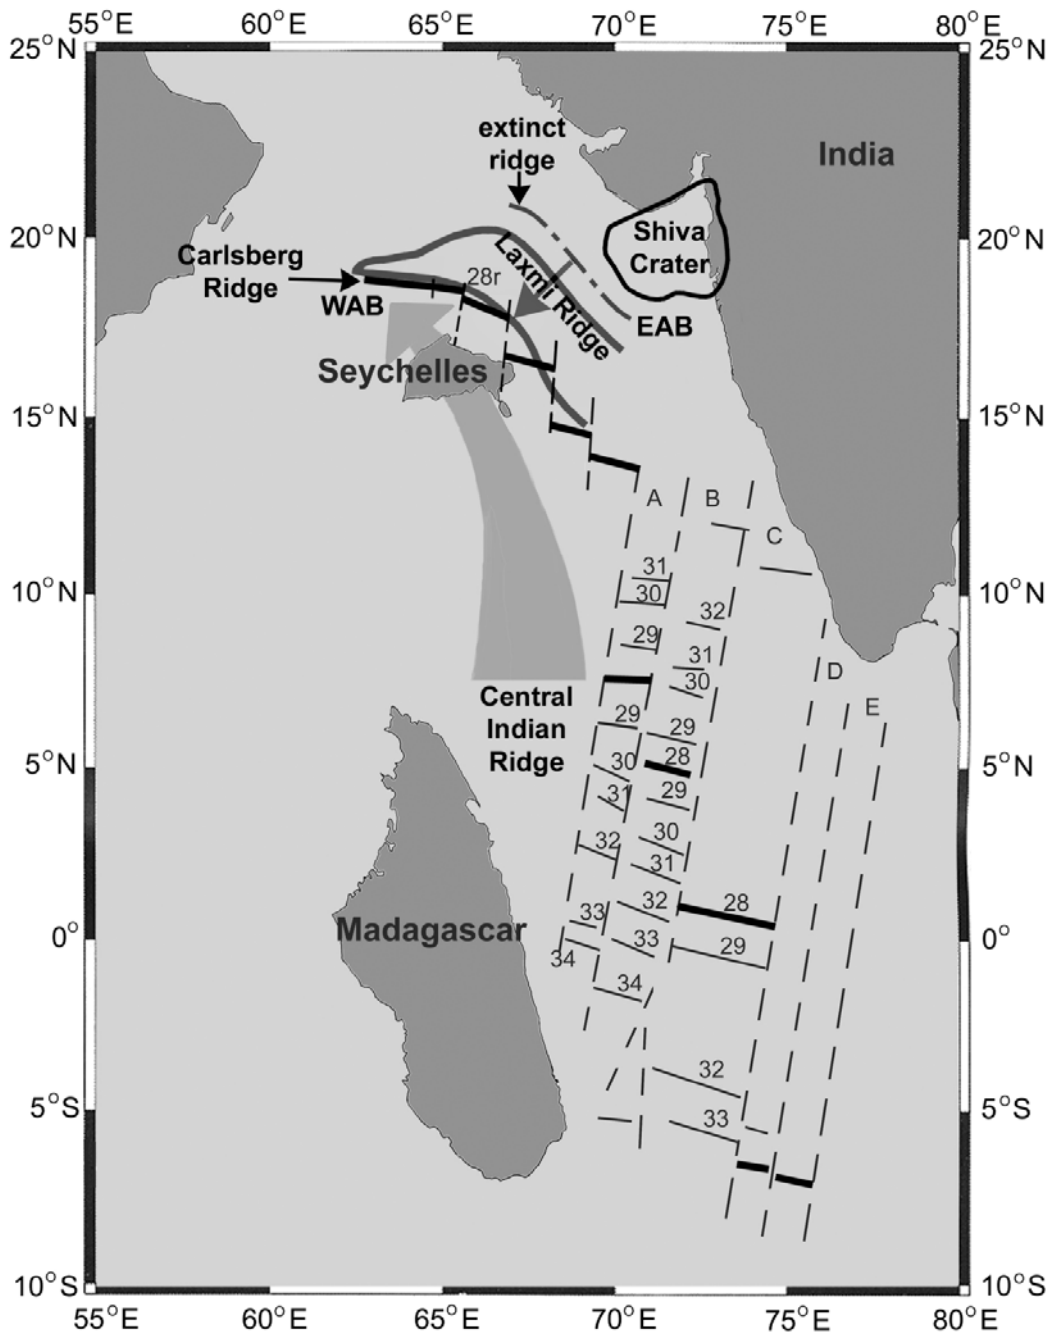 55°E 60°E 65°E 70°E 75°E 80°E
25°N 25°N
extinct
ridge
India
20°N 20°N
Shiva
Crater
Carlsberg
Ridge
28r
Laxmi Ridge
WAB
EAB
Seychelles
15°N 15°N
A B
C
31
10°N 10°N
30
32
29
31
D
30
Central
Indian
Ridge
E
29
29
28
5°N 5°N
30
31
29
30
32
31
28
32
33
Madagascar
0° 0°
33
29
34
34
32
5°S 5°S
33
10°S 10°S
55°E 60°E 65°E 70°E 75°E 80°E